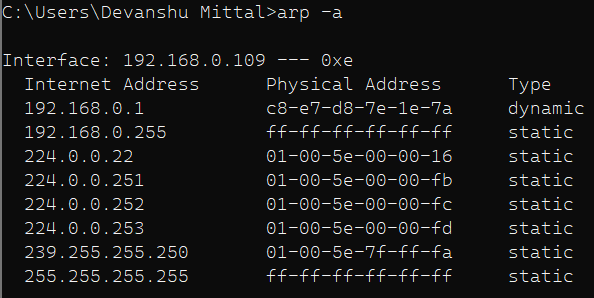 C:\Users\Devanshu Mittal>arp -a
Interface: 192.168.0.109 --- 0xe
Internet Address Physical Address Type
192.168.0.1 c8-e7-d8-7e-1e-7a dynamic
192.168.0.255 ff-ff-ff-ff-ff-ff static
224.0.0.22 01-00-5e-00-00-16 static
224.0.0.251 01-00-5e-00-00-fb static
224.0.0.252 01-00-5e-00-00-fc static
224.0.0.253 01-00-5e-00-00-fd static
239.255.255.250 01-00-5e-7f-ff-fa static
255.255.255.255 ff-ff-ff-ff-ff-ff static